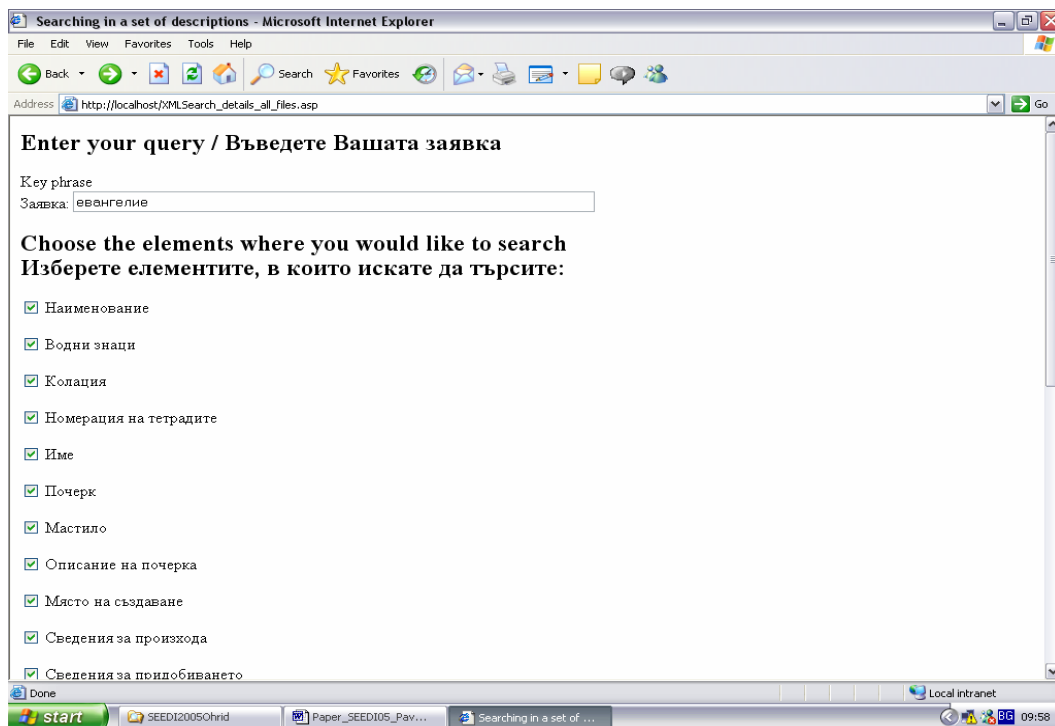 Searching in a set of descriptions - Microsoft Internet Explorer
File Edit View Favorites Tools Help
Back Search Favorites
Address http://localhost/XMLSearch_details_all_files.asp Go
Enter your query / Въведете Вашата заявка
Key phrase
Заявка: евангелие
Choose the elements where you would like to search
Изберете елементите, в които искате да търсите:
Наименование
Водни знаци
Колация
Номерация на тетрадите
Име
Почерк
Мастило
Описание на почерка
Място на създаване
Сведения за произхода
Сведения за придобиването
Done Local intranet
start SEEDI2005Ohrid Paper_SEEDI05_Pav... Searching in a set of ... BG 09:58